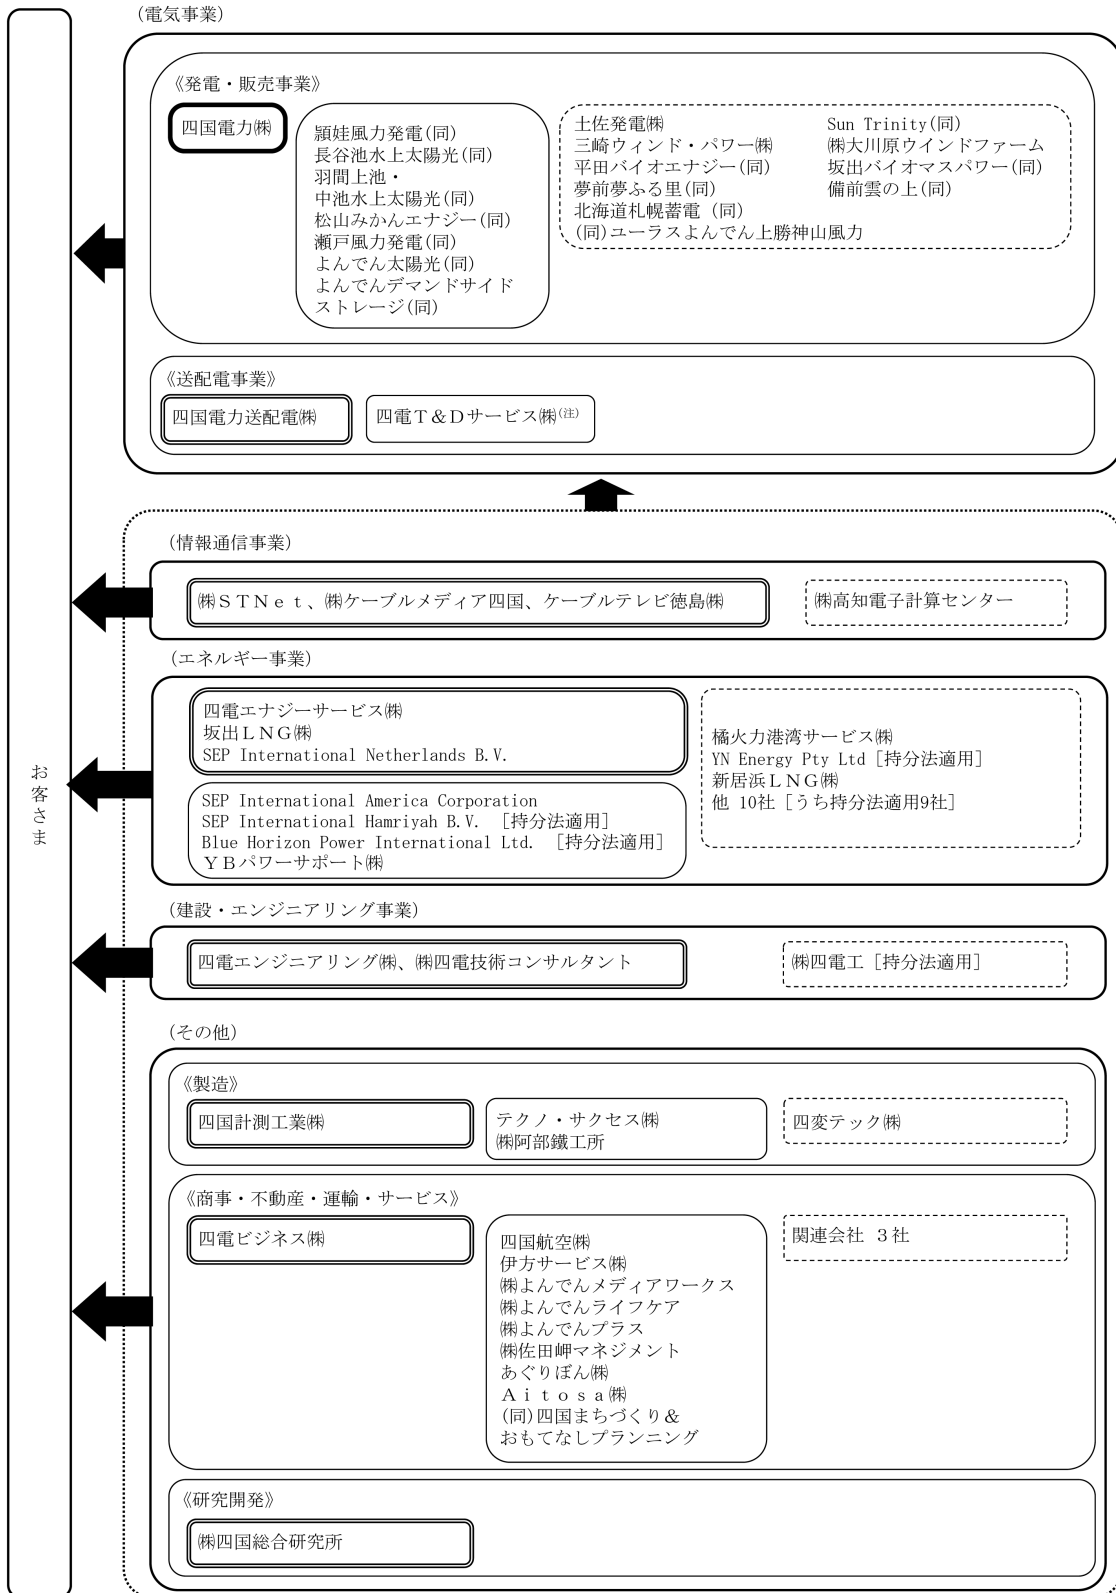 (電気事業)
《発電・販売事業》
四国電力㈱
頴娃風力発電(同)
長谷池水上太陽光(同)
羽間上池・
中池水上太陽光(同)
松山みかんエナジー(同)
瀬戸風力発電(同)
よんでん太陽光(同)
よんでんデマンドサイド
ストレージ(同)
土佐発電㈱
三崎ウィンド・パワー㈱
平田バイオエナジー(同)
夢前夢ふる里(同)
北海道札幌蓄電 (同)
(同)ユーラスよんでん上勝神山風力
Sun Trinity(同)
㈱大川原ウインドファーム
坂出バイオマスパワー(同)
備前雲の上(同)
《送配電事業》
四国電力送配電㈱
四電Ｔ＆Ｄサービス㈱(注)
(情報通信事業)
㈱ＳＴＮｅｔ、㈱ケーブルメディア四国、ケーブルテレビ徳島㈱
㈱高知電子計算センター
(エネルギー事業)
四電エナジーサービス㈱
坂出ＬＮＧ㈱
SEP International Netherlands B.V.
SEP International America Corporation
SEP International Hamriyah B.V. [持分法適用]
Blue Horizon Power International Ltd. [持分法適用]
ＹＢパワーサポート㈱
橘火力港湾サービス㈱
YN Energy Pty Ltd [持分法適用]
新居浜ＬＮＧ㈱
他 10社 [うち持分法適用9社]
お客さま
(建設・エンジニアリング事業)
四電エンジニアリング㈱、㈱四電技術コンサルタント
㈱四電工 [持分法適用]
(その他)
《製造》
四国計測工業㈱
テクノ・サクセス㈱
㈱阿部鐵工所
四変テック㈱
《商事・不動産・運輸・サービス》
四電ビジネス㈱
四国航空㈱
伊方サービス㈱
㈱よんでんメディアワークス
㈱よんでんライフケア
㈱よんでんプラス
㈱佐田岬マネジメント
あぐりぼん㈱
Ａｉｔｏｓａ㈱
(同)四国まちづくり＆
おもてなしプランニング
関連会社 ３社
《研究開発》
㈱四国総合研究所